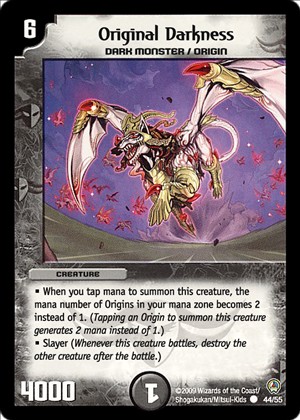 6
Original Darkness
DARK MONSTER / ORIGIN
CREATURE
▪ When you tap mana to summon this creature, the
mana number of Origins in your mana zone becomes 2
instead of 1. (Tapping an Origin to summon this creature
generates 2 mana instead of 1.)
▪ Slayer (Whenever this creature battles, destroy
the other creature after the battle.)
4000
1
©2009 Wizards of the Coast/
Shogakukan/Mitsui-Kids
44/55